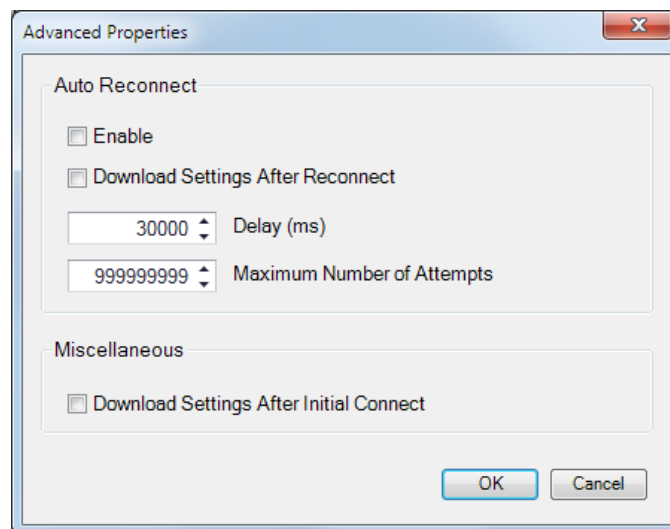 Advanced Properties
Auto Reconnect
Enable
Download Settings After Reconnect
30000 Delay (ms)
999999999 Maximum Number of Attempts
Miscellaneous
Download Settings After Initial Connect
OK Cancel